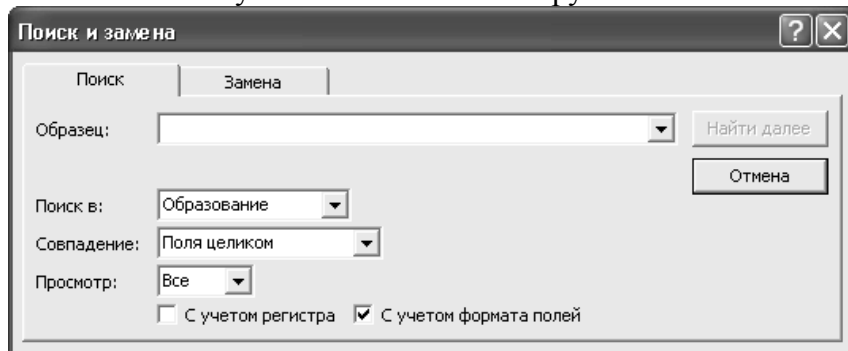 Поиск и замена
Поиск Замена
Образец: Найти далее
Отмена
Поиск в: Образование
Совпадение: Поля целиком
Просмотр: Все
С учетом регистра С учетом формата полей